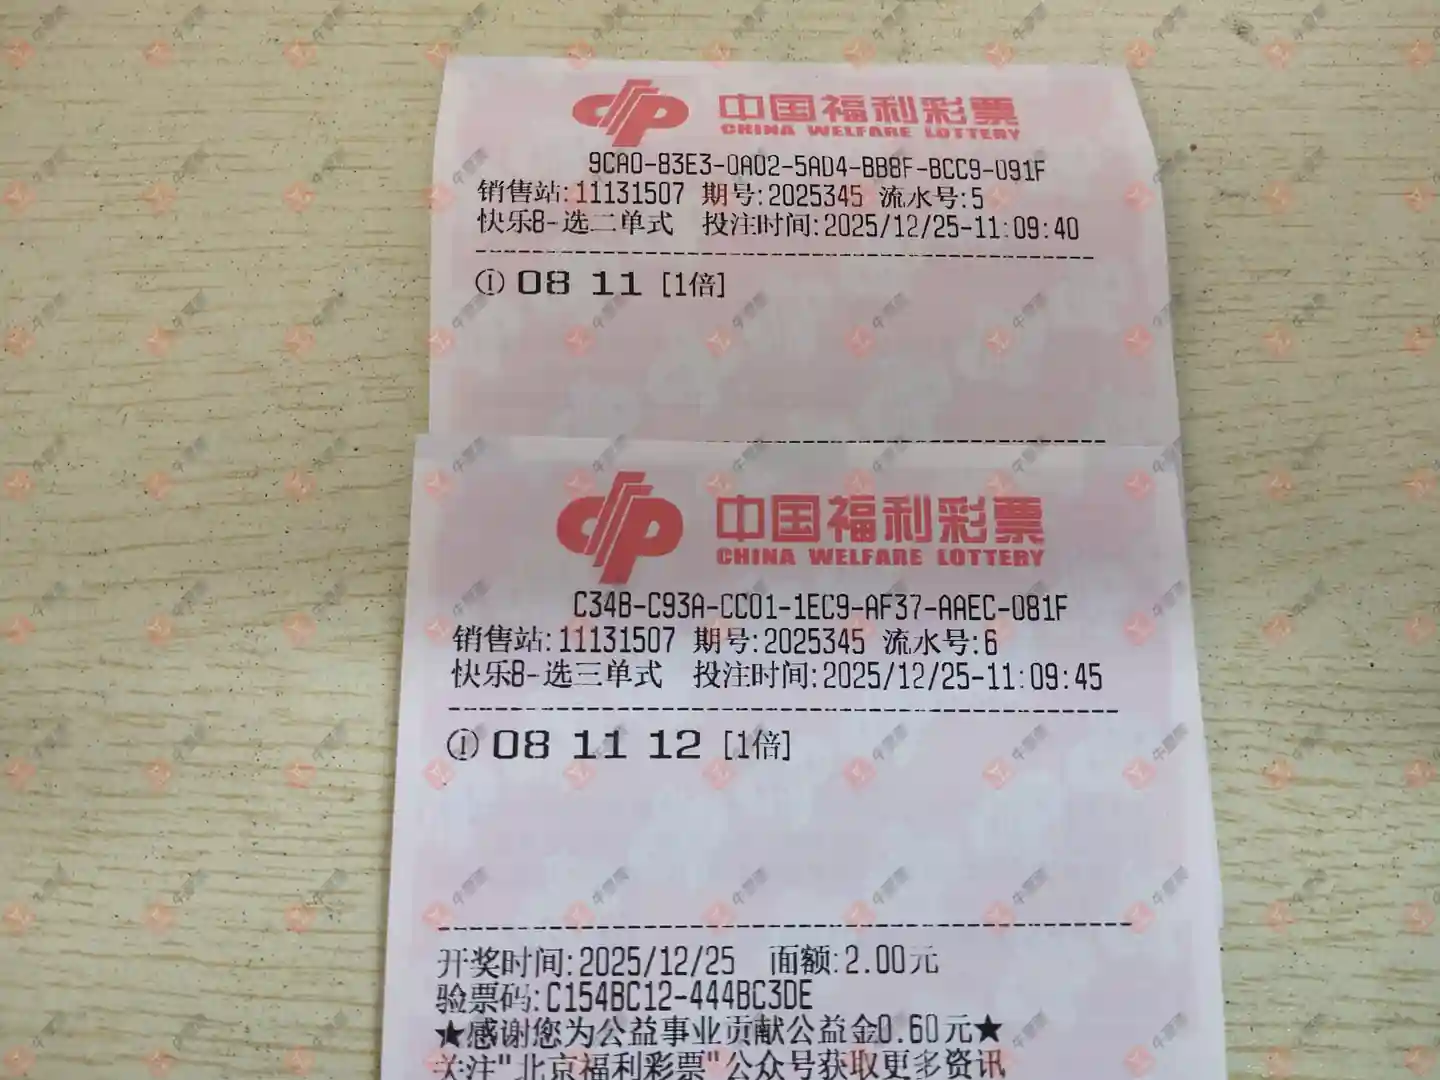 中国福利彩票
CHINA WELFARE LOTTERY
9CA0-83E3-0A02-5AD4-BB8F-BCC9-091F
销售站:11131507 期号:2025345 流水号:5
快乐8-选二单式 投注时间:2025/12/25-11:09:40
① 08 11 [1倍]
中国福利彩票
CHINA WELFARE LOTTERY
C34B-C93A-CC01-1EC9-AF37-AAEC-081F
销售站:11131507 期号:2025345 流水号:6
快乐8-选三单式 投注时间:2025/12/25-11:09:45
① 08 11 12 [1倍]
开奖时间:2025/12/25 面额:2.00元
验票码:C154BC12-444BC3DE
★感谢您为公益事业贡献公益金0.60元★
关注"北京福利彩票"公众号获取更多资讯